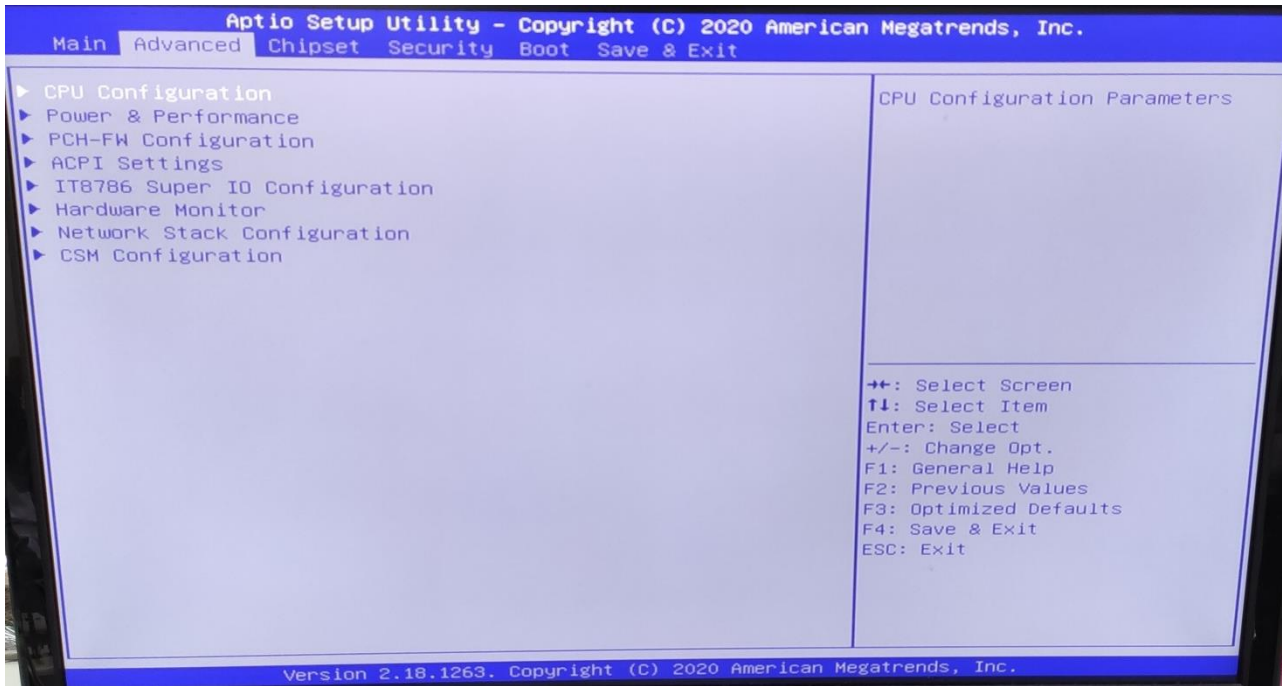 Aptio Setup Utility – Copyright (C) 2020 American Megatrends, Inc.
Main Advanced Chipset Security Boot Save & Exit
► CPU Configuration
► Power & Performance
► PCH-FW Configuration
► ACPI Settings
► IT8786 Super IO Configuration
► Hardware Monitor
► Network Stack Configuration
► CSM Configuration
CPU Configuration Parameters
→←: Select Screen
↑↓: Select Item
Enter: Select
+/-: Change Opt.
F1: General Help
F2: Previous Values
F3: Optimized Defaults
F4: Save & Exit
ESC: Exit
Version 2.18.1263. Copyright (C) 2020 American Megatrends, Inc.